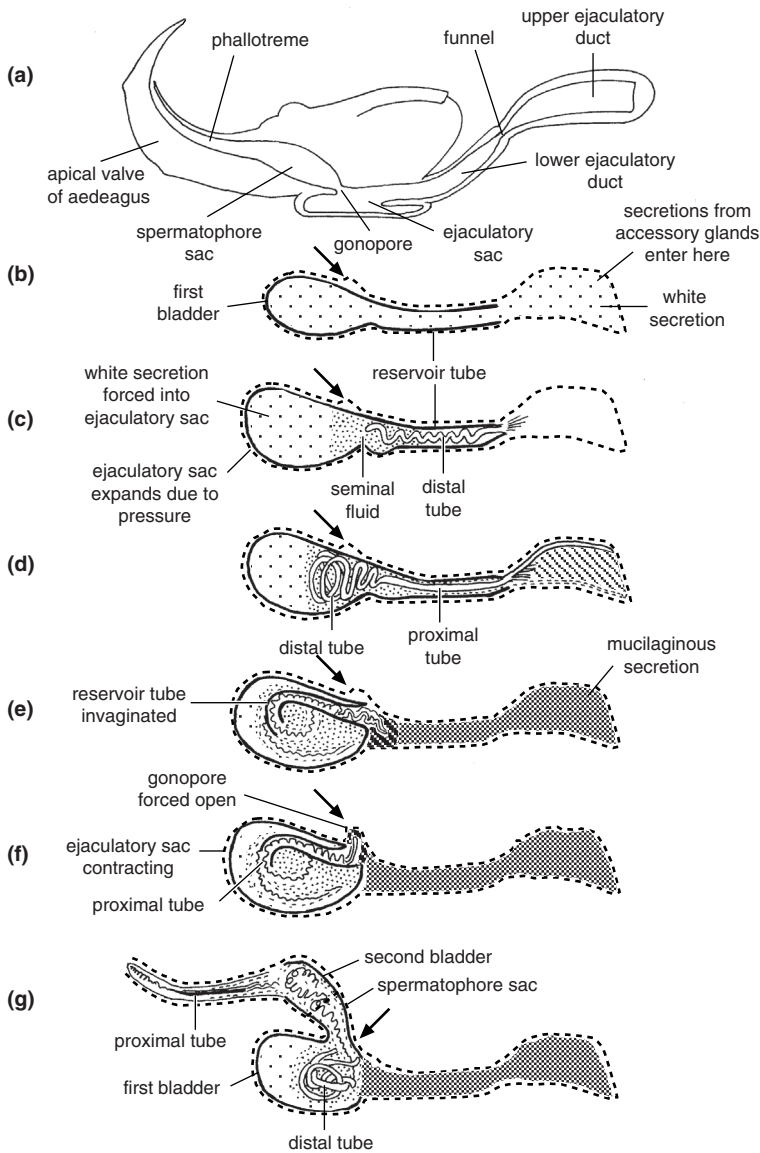 (a)
phallotreme
funnel
upper ejaculatory
duct
apical valve
of aedeagus
spermatophore
sac
gonopore
ejaculatory
sac
lower ejaculatory
duct
secretions from
accessory glands
enter here
(b)
first
bladder
white
secretion
reservoir tube
(c)
white secretion
forced into
ejaculatory sac
ejaculatory sac
expands due to
pressure
seminal
fluid
distal
tube
(d)
distal tube
proximal
tube
mucilaginous
secretion
(e)
reservoir tube
invaginated
gonopore
forced open
(f)
ejaculatory sac
contracting
proximal tube
(g)
second bladder
spermatophore sac
proximal tube
first bladder
distal tube